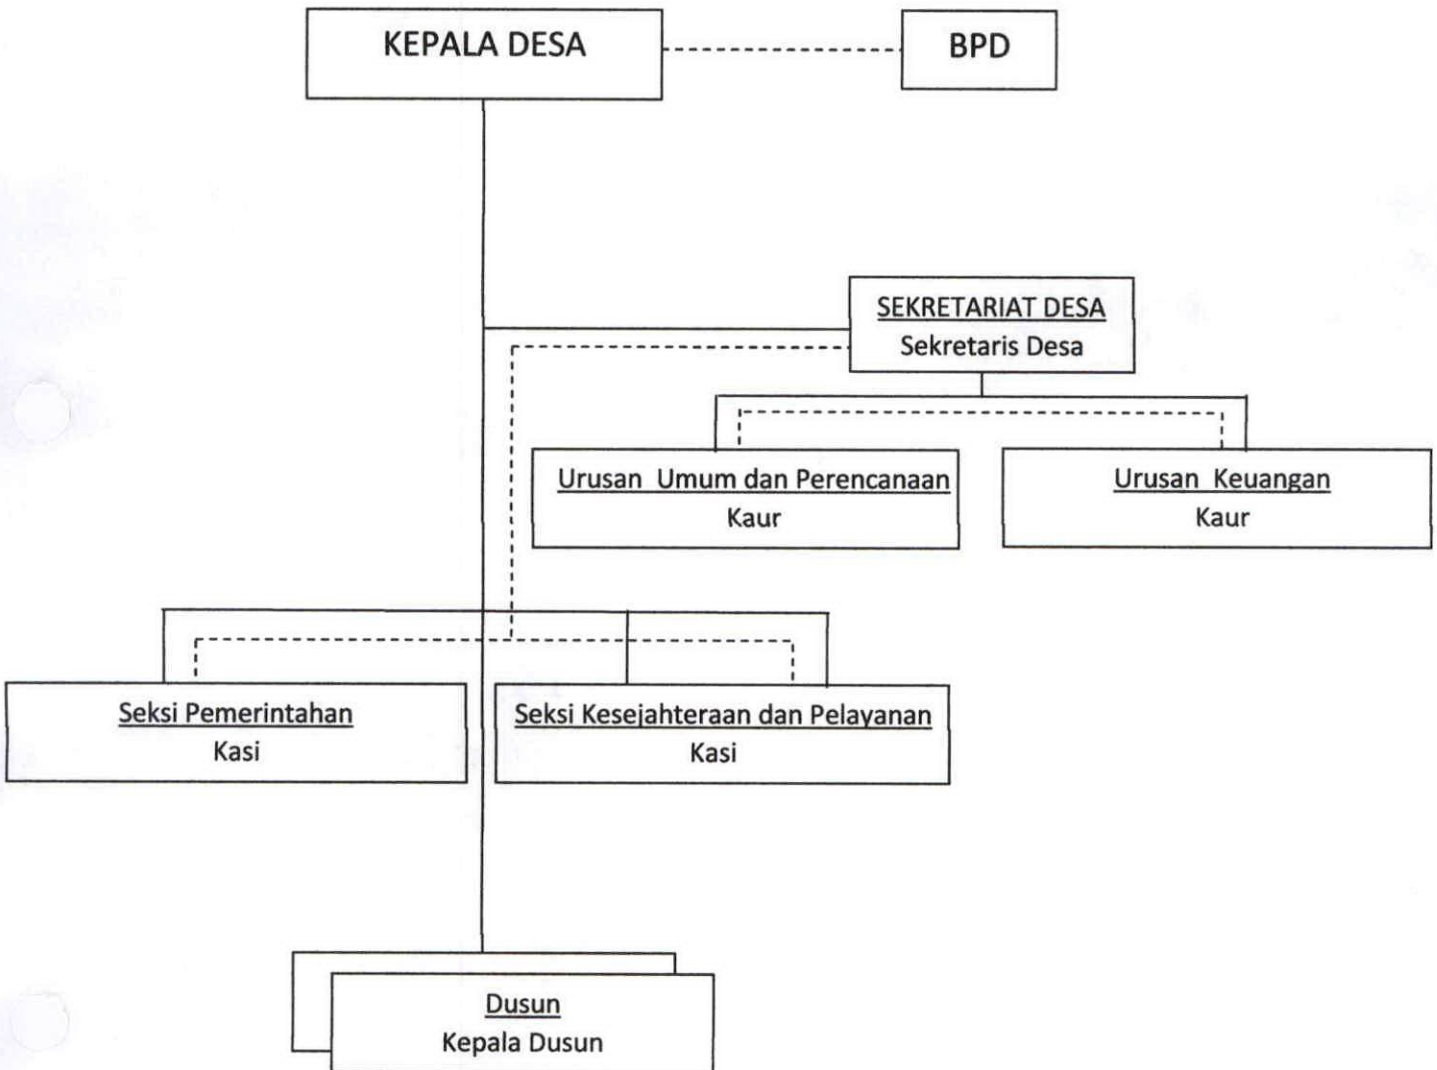 KEPALA DESA
BPD
SEKRETARIAT DESA
Sekretaris Desa
Urusan Umum dan Perencanaan
Kaur
Urusan Keuangan
Kaur
Seksi Pemerintahan
Kasi
Seksi Kesejahteraan dan Pelayanan
Kasi
Dusun
Kepala Dusun